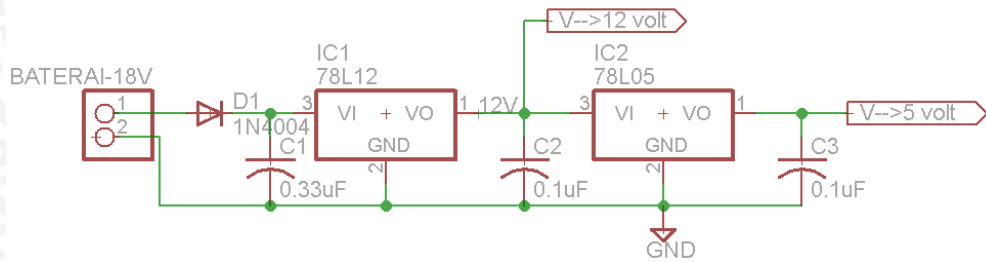 BATERAI-18V
1
2
D1
1N4004
C1
0.33uF
IC1
78L12
3
VI + VO
GND
2
1
12V
V-->12 volt
C2
0.1uF
IC2
78L05
3
VI + VO
GND
2
1
C3
0.1uF
V-->5 volt
GND